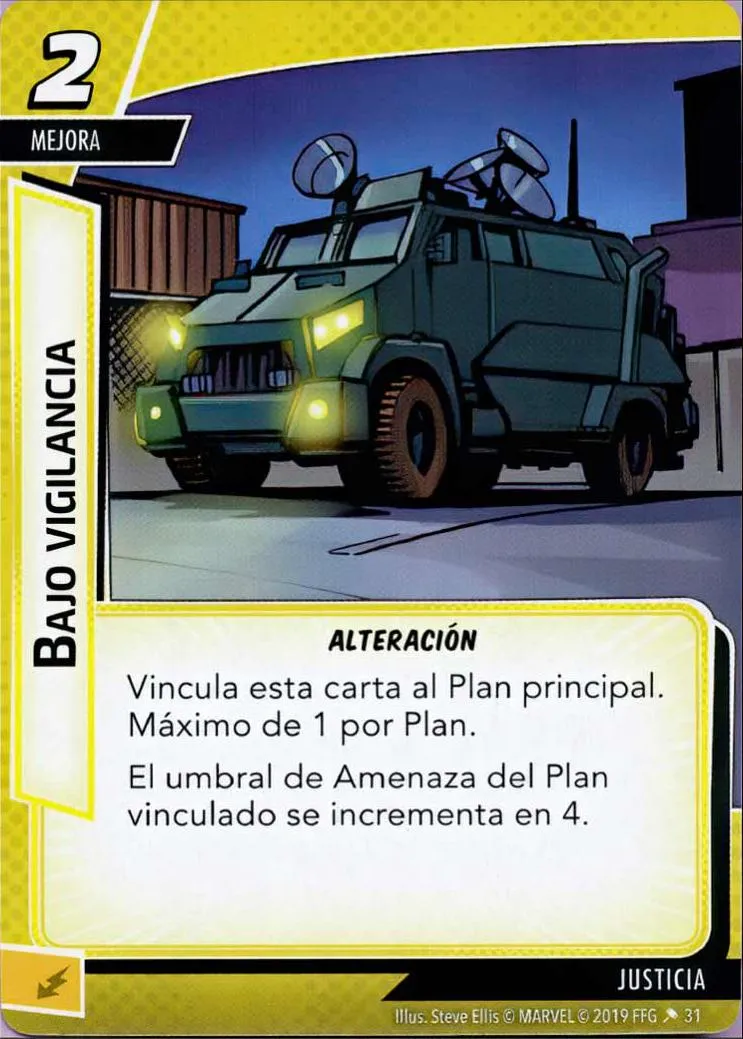 2
MEJORA
BAJO VIGILANCIA
ALTERACIÓN
Vincula esta carta al Plan principal.
Máximo de 1 por Plan.
El umbral de Amenaza del Plan
vinculado se incrementa en 4.
JUSTICIA
Illus. Steve Ellis © MARVEL © 2019 FFG 31